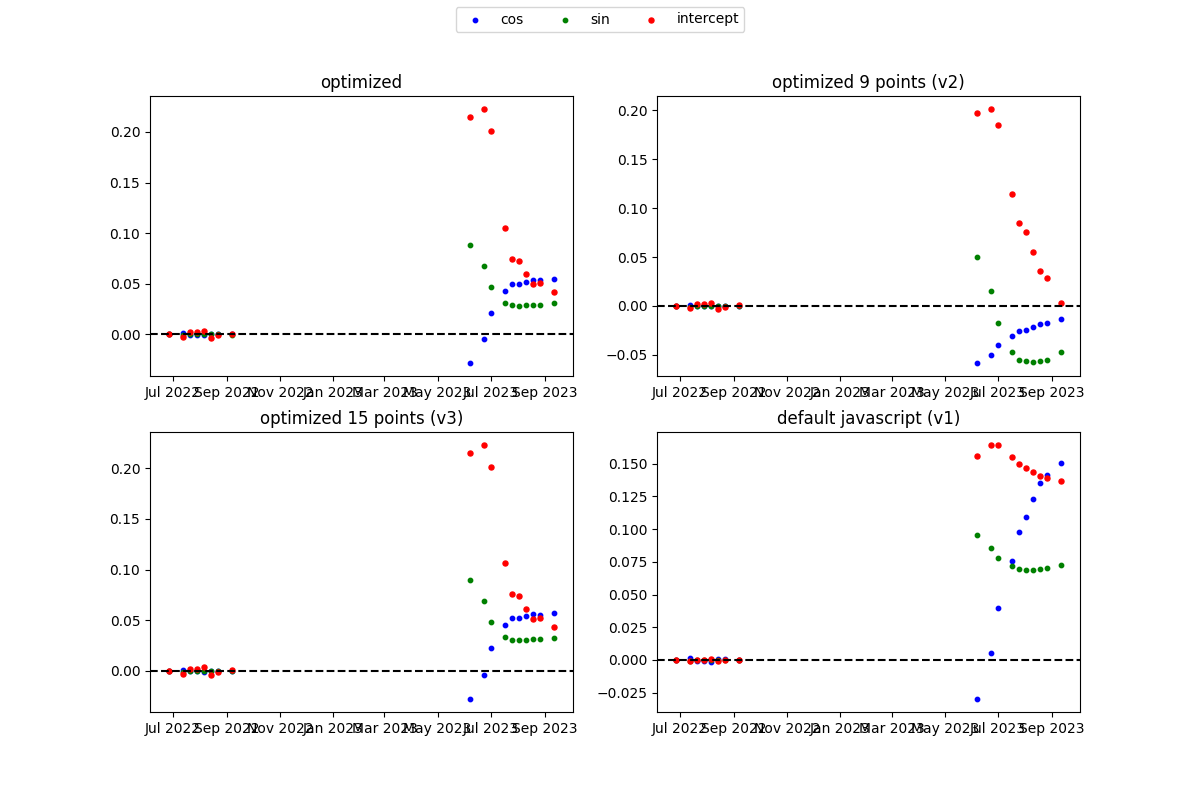 cos sin intercept
optimized
0.20
0.15
0.10
0.05
0.00
Jul 2022 Sep 2022 Nov 2022 Jan 2023 Mar 2023 May 2023 Jul 2023 Sep 2023
optimized 9 points (v2)
0.20
0.15
0.10
0.05
0.00
−0.05
Jul 2022 Sep 2022 Nov 2022 Jan 2023 Mar 2023 May 2023 Jul 2023 Sep 2023
optimized 15 points (v3)
0.20
0.15
0.10
0.05
0.00
Jul 2022 Sep 2022 Nov 2022 Jan 2023 Mar 2023 May 2023 Jul 2023 Sep 2023
default javascript (v1)
0.150
0.125
0.100
0.075
0.050
0.025
0.000
−0.025
Jul 2022 Sep 2022 Nov 2022 Jan 2023 Mar 2023 May 2023 Jul 2023 Sep 2023